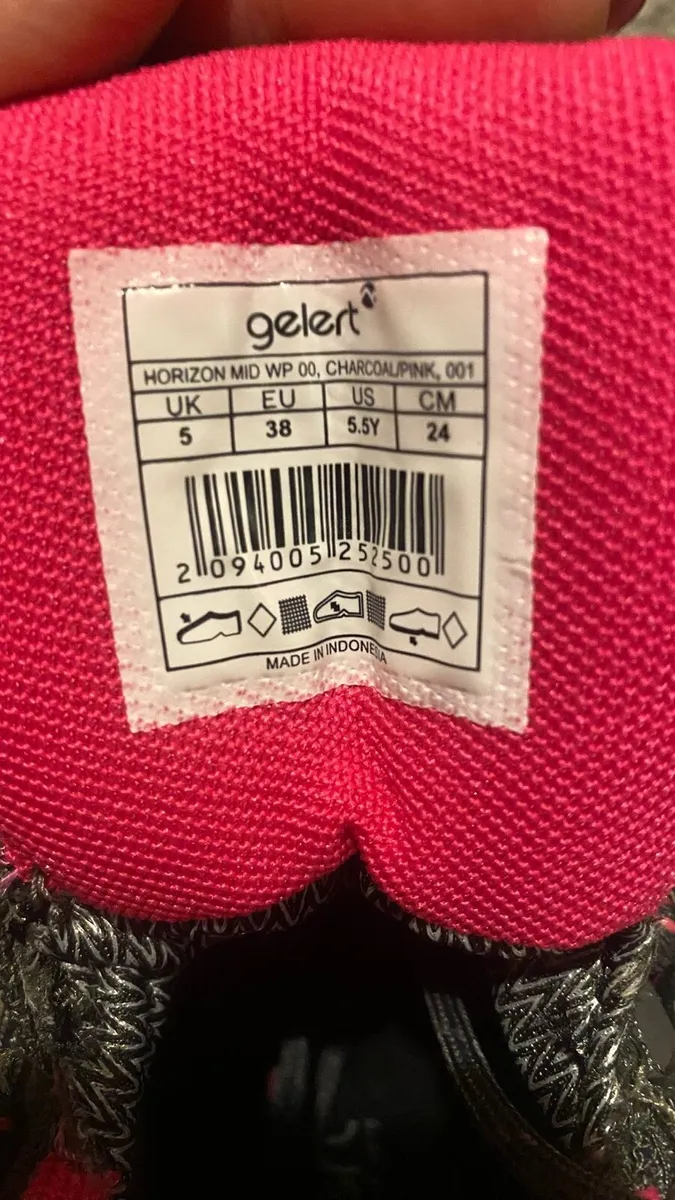 gelert
HORIZON MID WP 00, CHARCOAL/PINK, 001
UK EU US CM
5 38 5.5Y 24
2 094005 252500
MADE IN INDONESIA